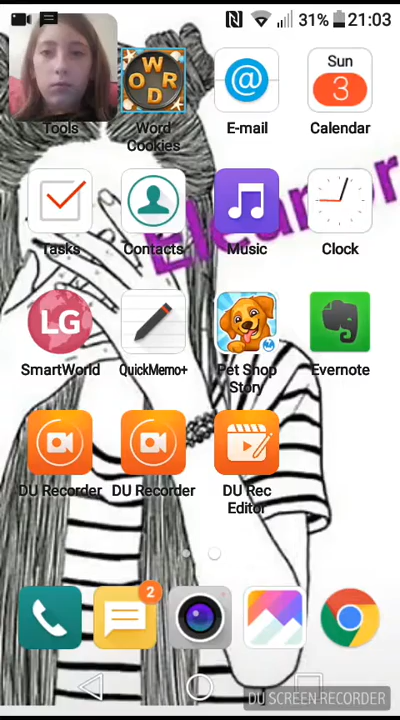 31% 21:03
Sun
3
WORD
Tools
Word
Cookies
E-mail
Calendar
Eleanor
Tasks
Contacts
Music
Clock
LG
SmartWorld
QuickMemo+
Pet Shop
Story
Evernote
DU Recorder
DU Recorder
DU Rec
Editor
2
DU SCREEN RECORDER